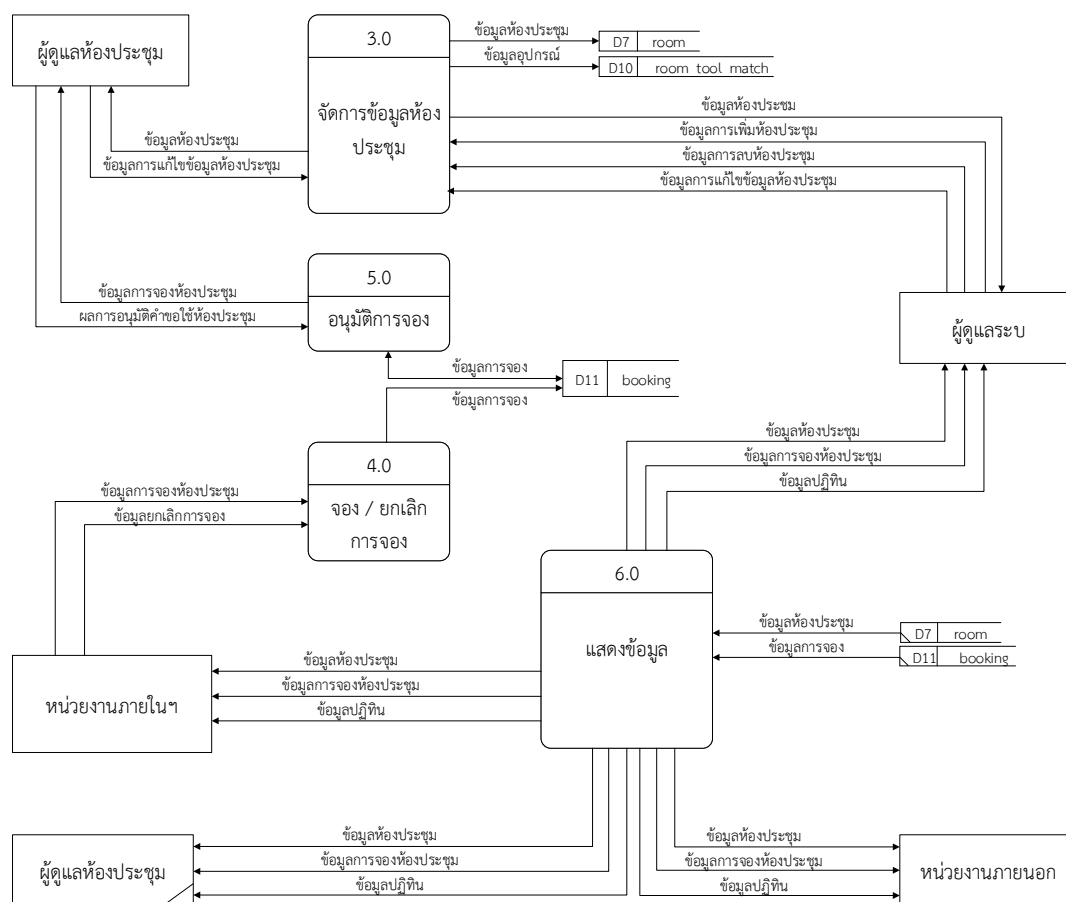 ผู้ดูแลห้องประชุม
3.0
จัดการข้อมูลห้อง
ประชุม
ข้อมูลห้องประชุม
D7 room
ข้อมูลอุปกรณ์
D10 room tool match
ข้อมูลห้องประชม
ข้อมูลการเพิ่มห้องประชุม
ข้อมูลการลบห้องประชุม
ข้อมูลการแก้ไขข้อมูลห้องประชุม
ข้อมูลห้องประชุม
ข้อมูลการแก้ไขข้อมูลห้องประชุม
5.0
อนุมัติการจอง
ข้อมูลการจองห้องประชุม
ผลการอนุมัติคำขอใช้ห้องประชุม
ผู้ดูแลระบ
ข้อมูลการจอง
D11 booking
ข้อมูลการจอง
4.0
จอง / ยกเลิก
การจอง
ข้อมูลการจองห้องประชุม
ข้อมูลยกเลิกการจอง
ข้อมูลห้องประชุม
ข้อมูลการจองห้องประชุม
ข้อมูลปฏิทิน
6.0
แสดงข้อมูล
ข้อมูลห้องประชุม
D7 room
ข้อมูลการจอง
D11 booking
หน่วยงานภายในฯ
ข้อมูลห้องประชุม
ข้อมูลการจองห้องประชุม
ข้อมูลปฏิทิน
ผู้ดูแลห้องประชุม
ข้อมูลห้องประชุม
ข้อมูลการจองห้องประชุม
ข้อมูลปฏิทิน
ข้อมูลห้องประชุม
ข้อมูลการจองห้องประชุม
ข้อมูลปฏิทิน
หน่วยงานภายนอก